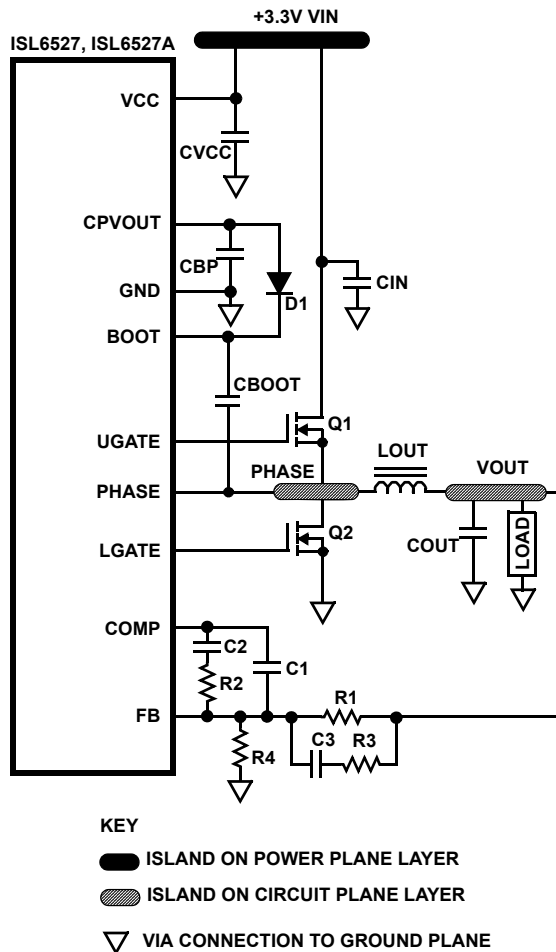 +3.3V VIN
ISL6527, ISL6527A
VCC
CVCC
CPVOUT
CBP
GND
D1
CIN
BOOT
CBOOT
UGATE
Q1
PHASE
PHASE
LOUT
VOUT
LGATE
Q2
COUT
LOAD
COMP
C2
C1
R2
FB
R1
R4
C3
R3
KEY
ISLAND ON POWER PLANE LAYER
ISLAND ON CIRCUIT PLANE LAYER
VIA CONNECTION TO GROUND PLANE